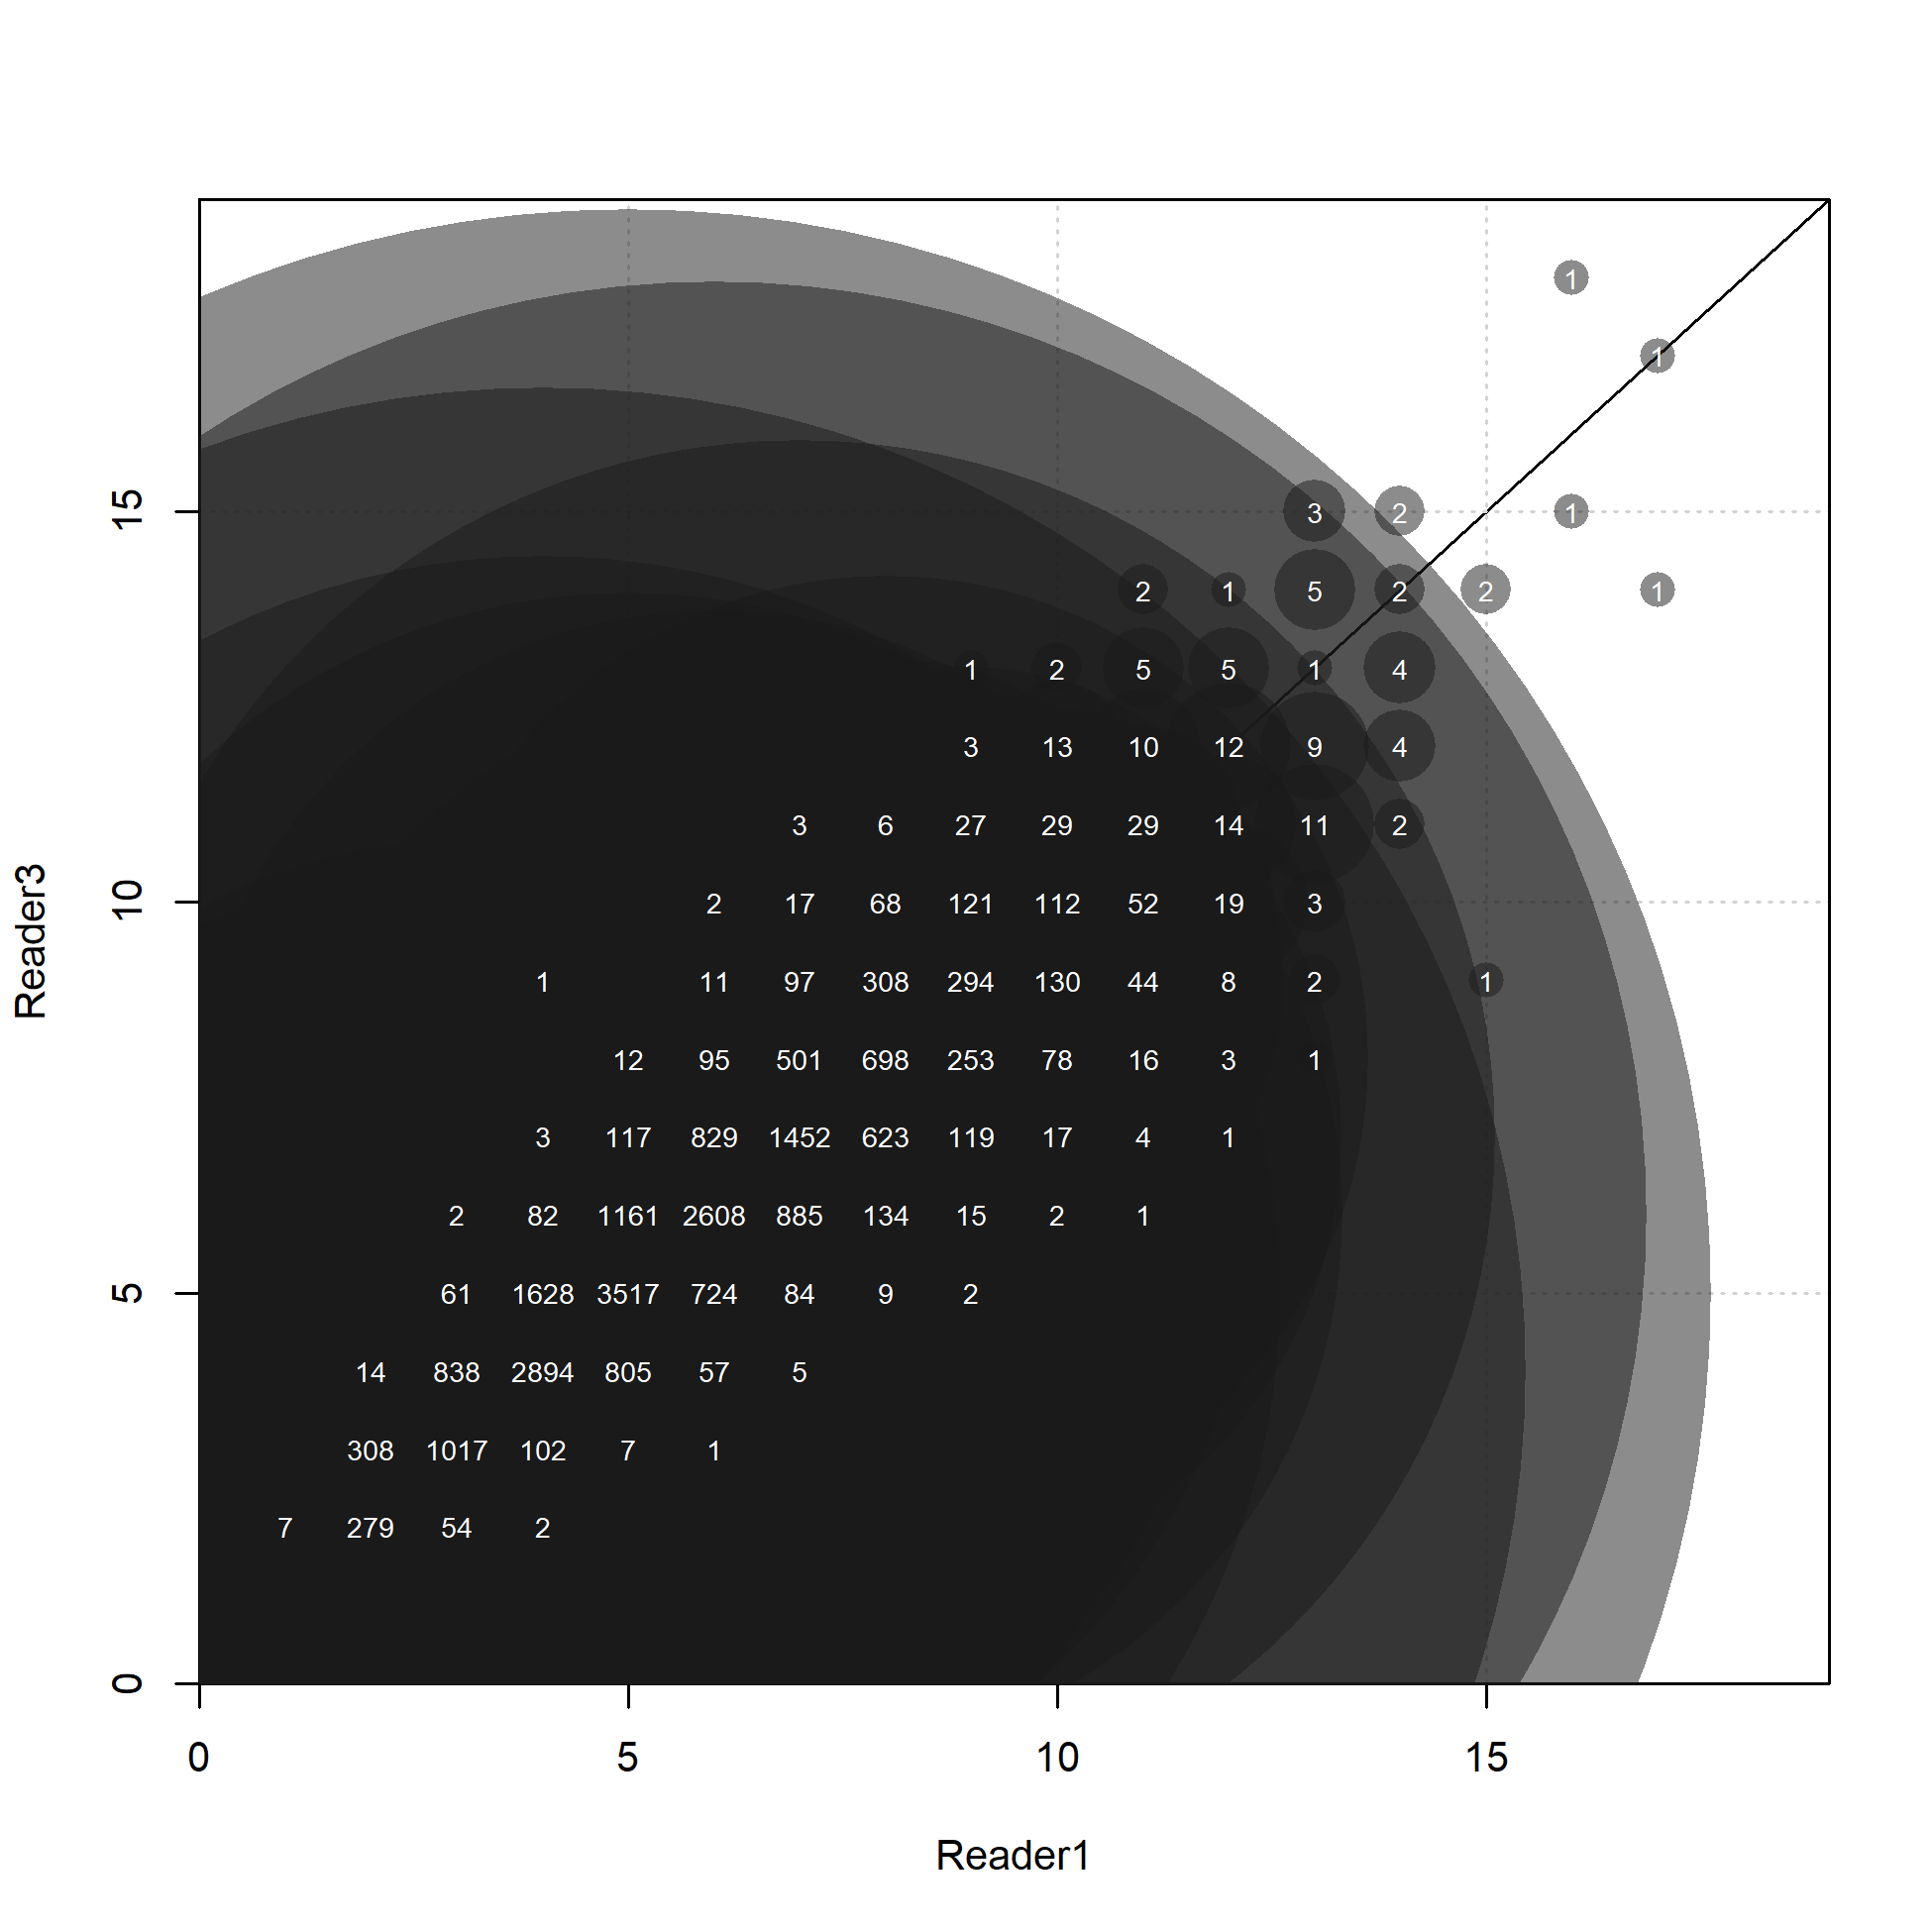 1
1
15 3 2 1
2 1 5 2 2 1
1 2 5 5 1 4
3 13 10 12 9 4
3 6 27 29 29 14 11 2
10 2 17 68 121 112 52 19 3
1 11 97 308 294 130 44 8 2 1
12 95 501 698 253 78 16 3 1
3 117 829 1452 623 119 17 4 1
2 82 1161 2608 885 134 15 2 1
5 61 1628 3517 724 84 9 2
14 838 2894 805 57 5
308 1017 102 7 1
7 279 54 2
0
0 5 10 15
Reader1
Reader3